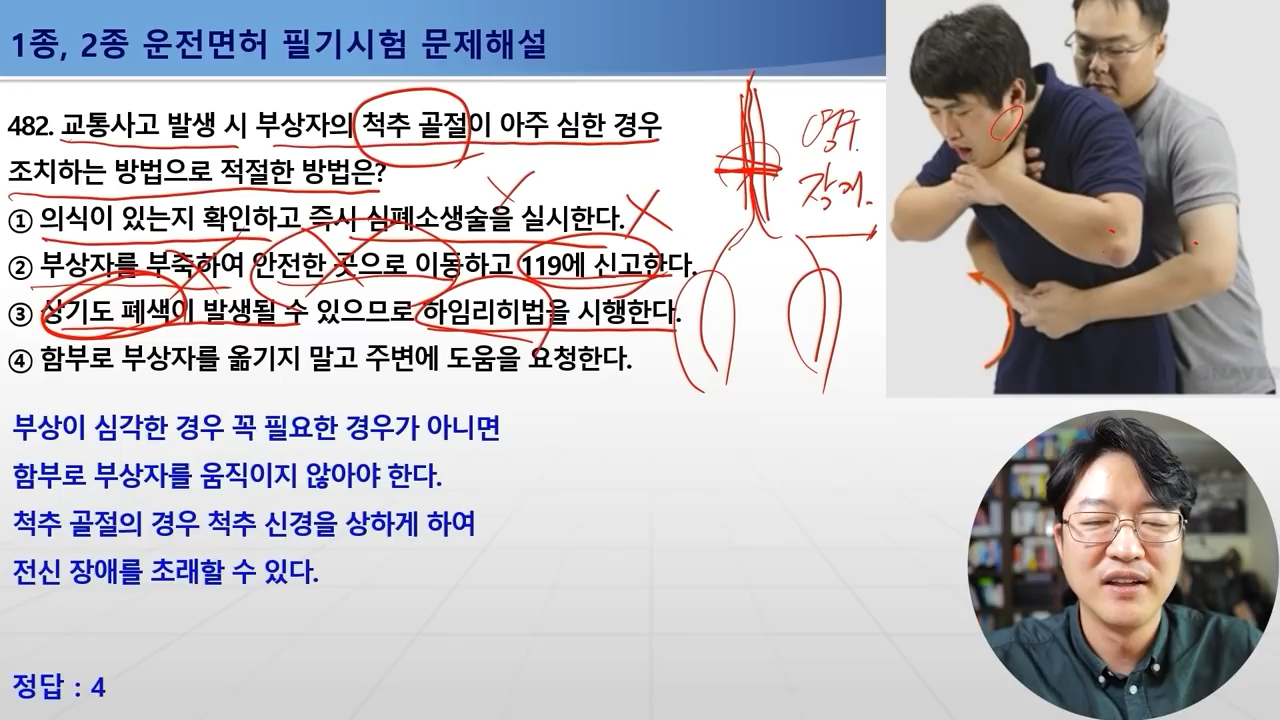 1종, 2종 운전면허 필기시험 문제해설
482. 교통사고 발생 시 부상자의 척추 골절이 아주 심한 경우
조치하는 방법으로 적절한 방법은?
① 의식이 있는지 확인하고 즉시 심폐소생술을 실시한다.
② 부상자를 부축하여 안전한 곳으로 이동하고 119에 신고한다.
③ 상기도 폐색이 발생될 수 있으므로 하임리히법을 시행한다.
④ 함부로 부상자를 옮기지 말고 주변에 도움을 요청한다.
영구
장애
부상이 심각한 경우 꼭 필요한 경우가 아니면
함부로 부상자를 움직이지 않아야 한다.
척추 골절의 경우 척추 신경을 상하게 하여
전신 장애를 초래할 수 있다.
정답 : 4